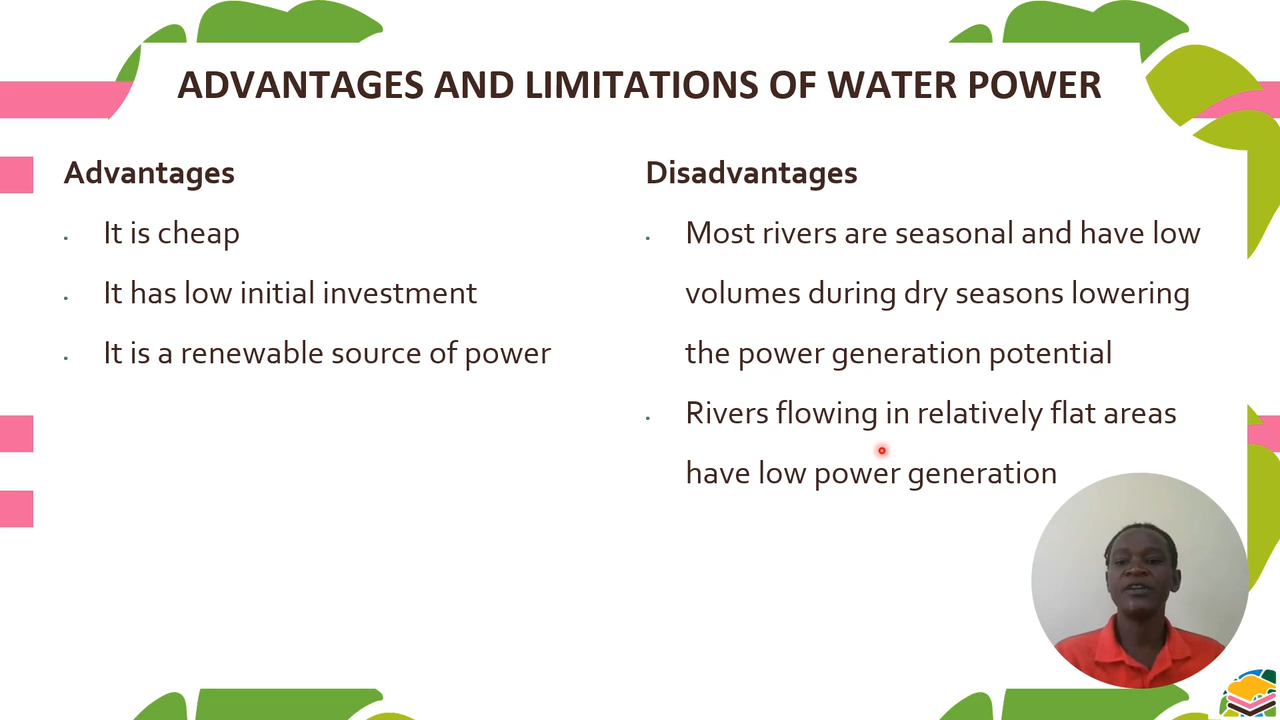 ADVANTAGES AND LIMITATIONS OF WATER POWER
Advantages
It is cheap
It has low initial investment
It is a renewable source of power
Disadvantages
Most rivers are seasonal and have low
volumes during dry seasons lowering
the power generation potential
Rivers flowing in relatively flat areas
have low power generation